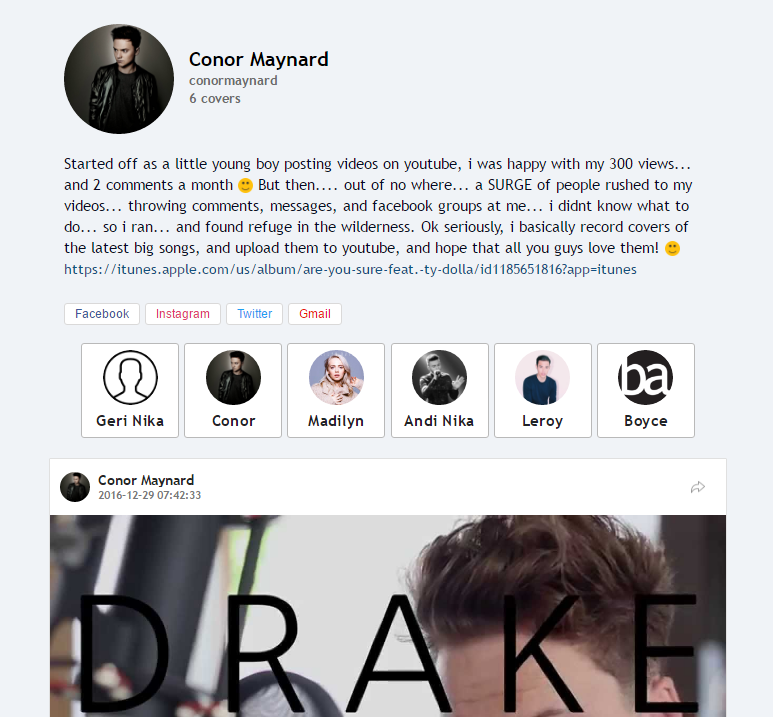 Conor Maynard
conormaynard
6 covers
Started off as a little young boy posting videos on youtube, i was happy with my 300 views...
and 2 comments a month 🙂 But then.... out of no where... a SURGE of people rushed to my
videos... throwing comments, messages, and facebook groups at me... i didnt know what to
do... so i ran... and found refuge in the wilderness. Ok seriously, i basically record covers of
the latest big songs, and upload them to youtube, and hope that all you guys love them! 🙂
https://itunes.apple.com/us/album/are-you-sure-feat.-ty-dolla/id1185651816?app=itunes
Facebook Instagram Twitter Gmail
ba
Geri Nika Conor Madilyn Andi Nika Leroy Boyce
Conor Maynard
2016-12-29 07:42:33
DRAKE